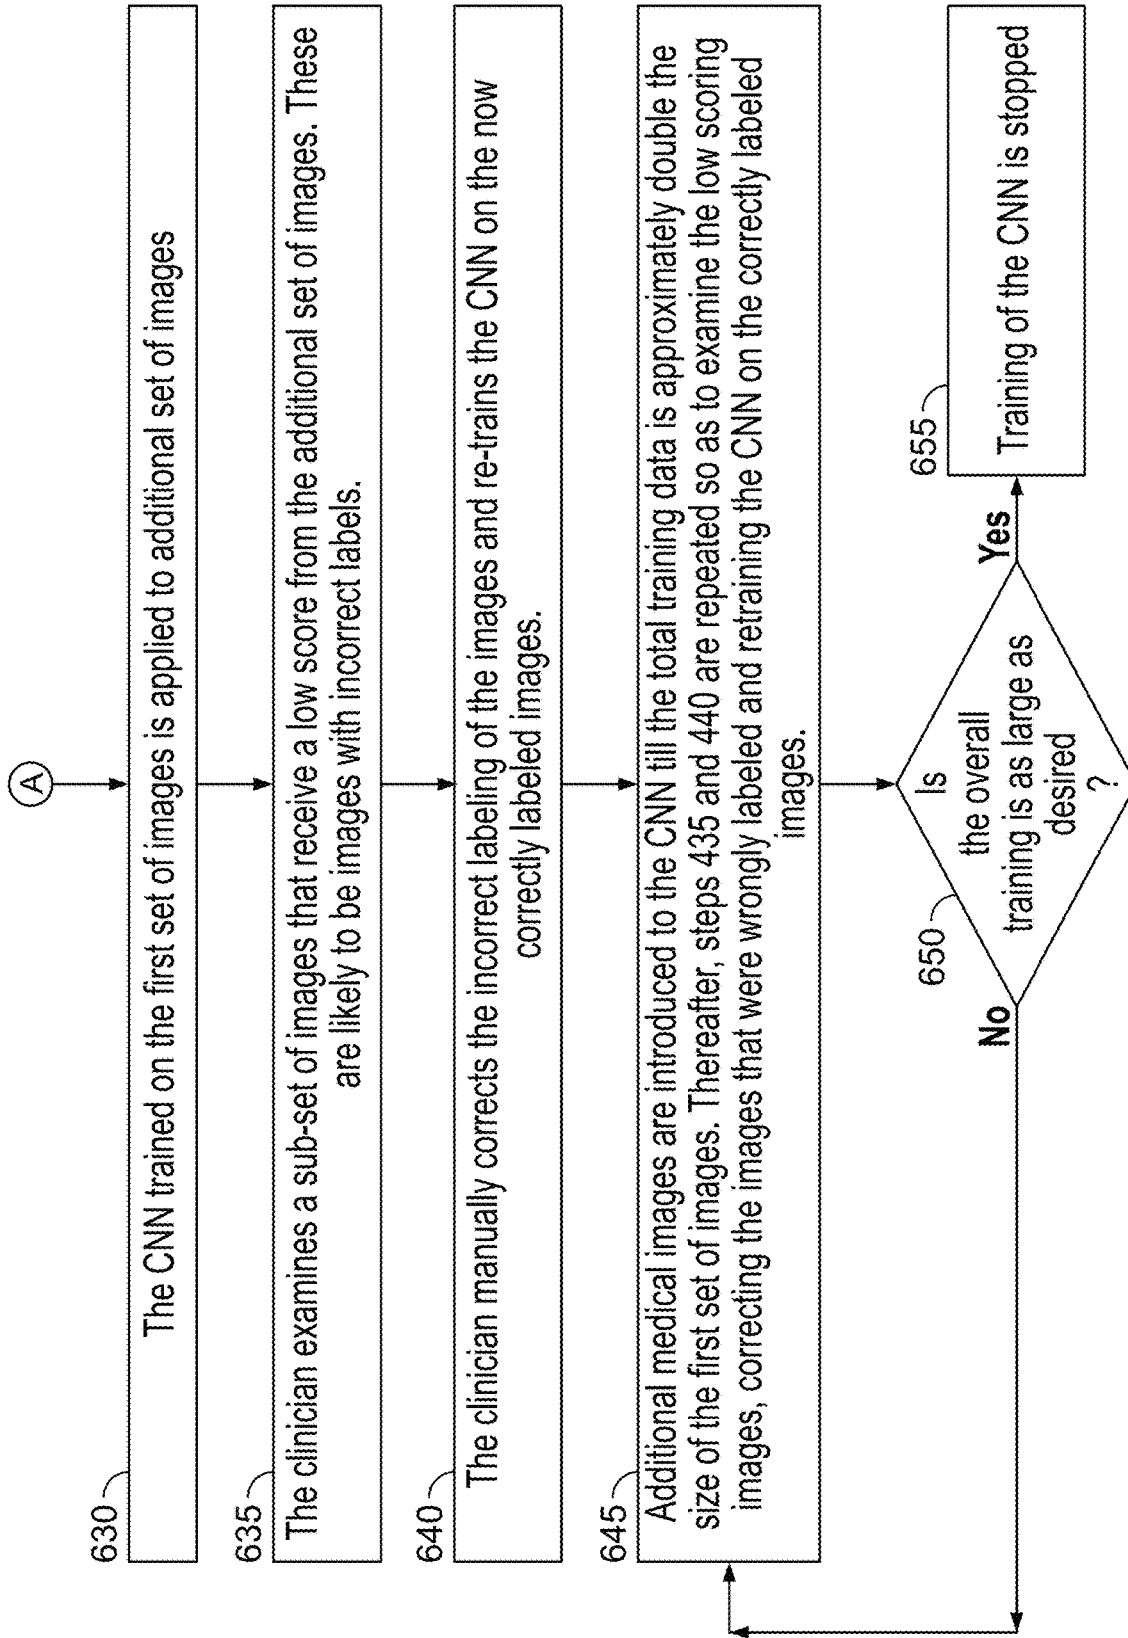 A
630
The CNN trained on the first set of images is applied to additional set of images
635
The clinician examines a sub-set of images that receive a low score from the additional set of images. These
are likely to be images with incorrect labels.
640
The clinician manually corrects the incorrect labeling of the images and re-trains the CNN on the now
correctly labeled images.
645
Additional medical images are introduced to the CNN till the total training data is approximately double the
size of the first set of images. Thereafter, steps 435 and 440 are repeated so as to examine the low scoring
images, correcting the images that were wrongly labeled and retraining the CNN on the correctly labeled
images.
650
Is
the overall
training is as large as
desired
?
No
Yes
655
Training of the CNN is stopped